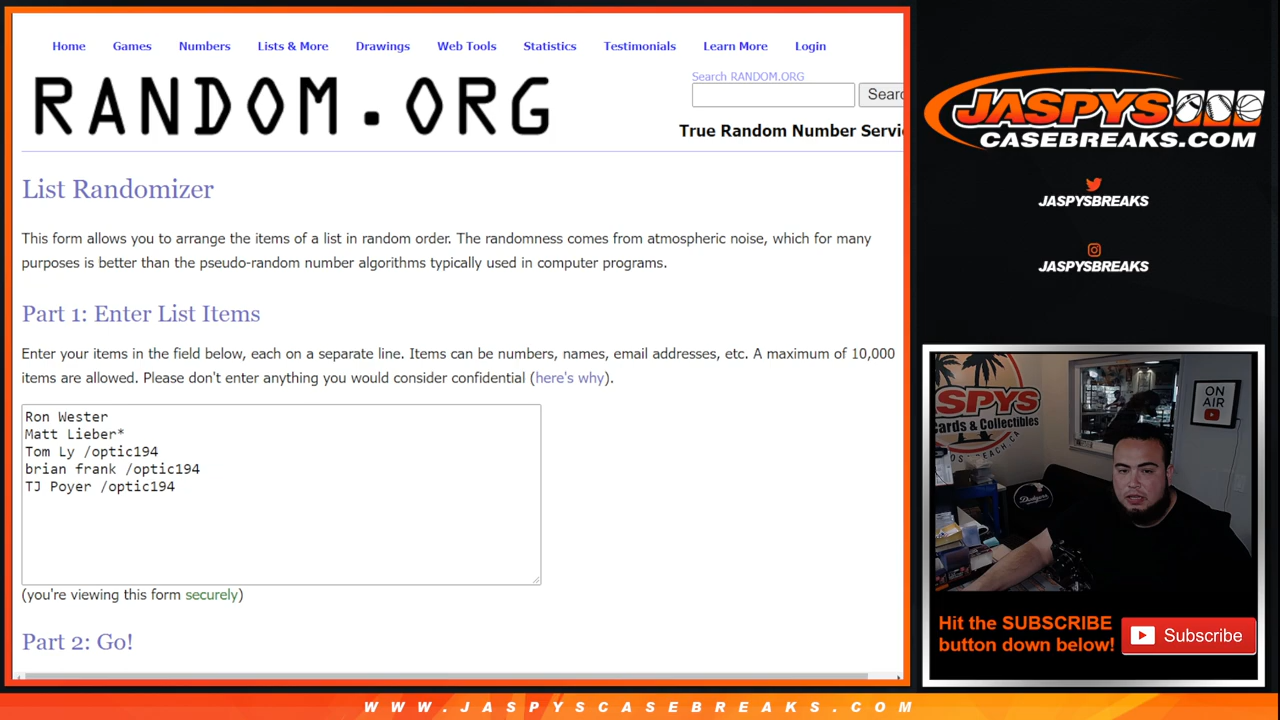 Home Games Numbers Lists & More Drawings Web Tools Statistics Testimonials Learn More Login
RANDOM.ORG
Search RANDOM.ORG
Searc
True Random Number Servi
List Randomizer
This form allows you to arrange the items of a list in random order. The randomness comes from atmospheric noise, which for many
purposes is better than the pseudo-random number algorithms typically used in computer programs.
Part 1: Enter List Items
Enter your items in the field below, each on a separate line. Items can be numbers, names, email addresses, etc. A maximum of 10,000
items are allowed. Please don't enter anything you would consider confidential (here's why).
Ron Wester
Matt Lieber*
Tom Ly /optic194
brian frank /optic194
TJ Poyer /optic194
(you're viewing this form securely)
Part 2: Go!
JASPYS
CASEBREAKS.COM
JASPYSBREAKS
JASPYSBREAKS
ASPYS
Cards & Collectibles
ON
AIR
Dodgers
Hit the SUBSCRIBE
button down below!
Subscribe
WWW.JASPYSCASEBREAKS.COM